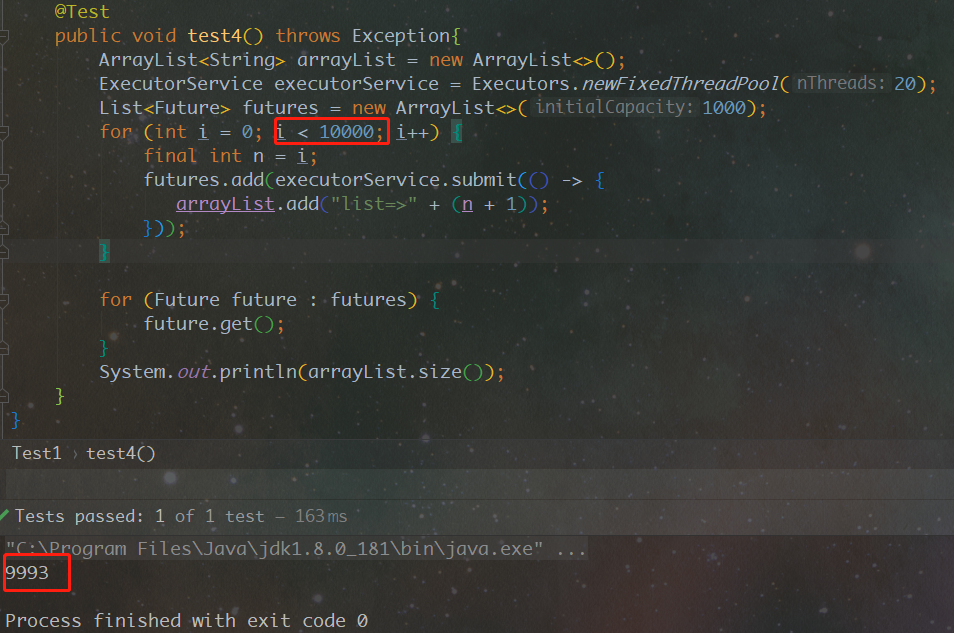 @Test
public void test4() throws Exception{
ArrayList<String> arrayList = new ArrayList<>();
ExecutorService executorService = Executors.newFixedThreadPool( nThreads: 20);
List<Future> futures = new ArrayList<>( initialCapacity: 1000);
for (int i = 0; i < 10000; i++) {
final int n = i;
futures.add(executorService.submit(() -> {
arrayList.add("list=>" + (n + 1));
}));
}
for (Future future : futures) {
future.get();
}
System.out.println(arrayList.size());
}
}
Test1 › test4()
Tests passed: 1 of 1 test – 163 ms
"C:\Program Files\Java\jdk1.8.0_181\bin\java.exe" ...
9993
Process finished with exit code 0